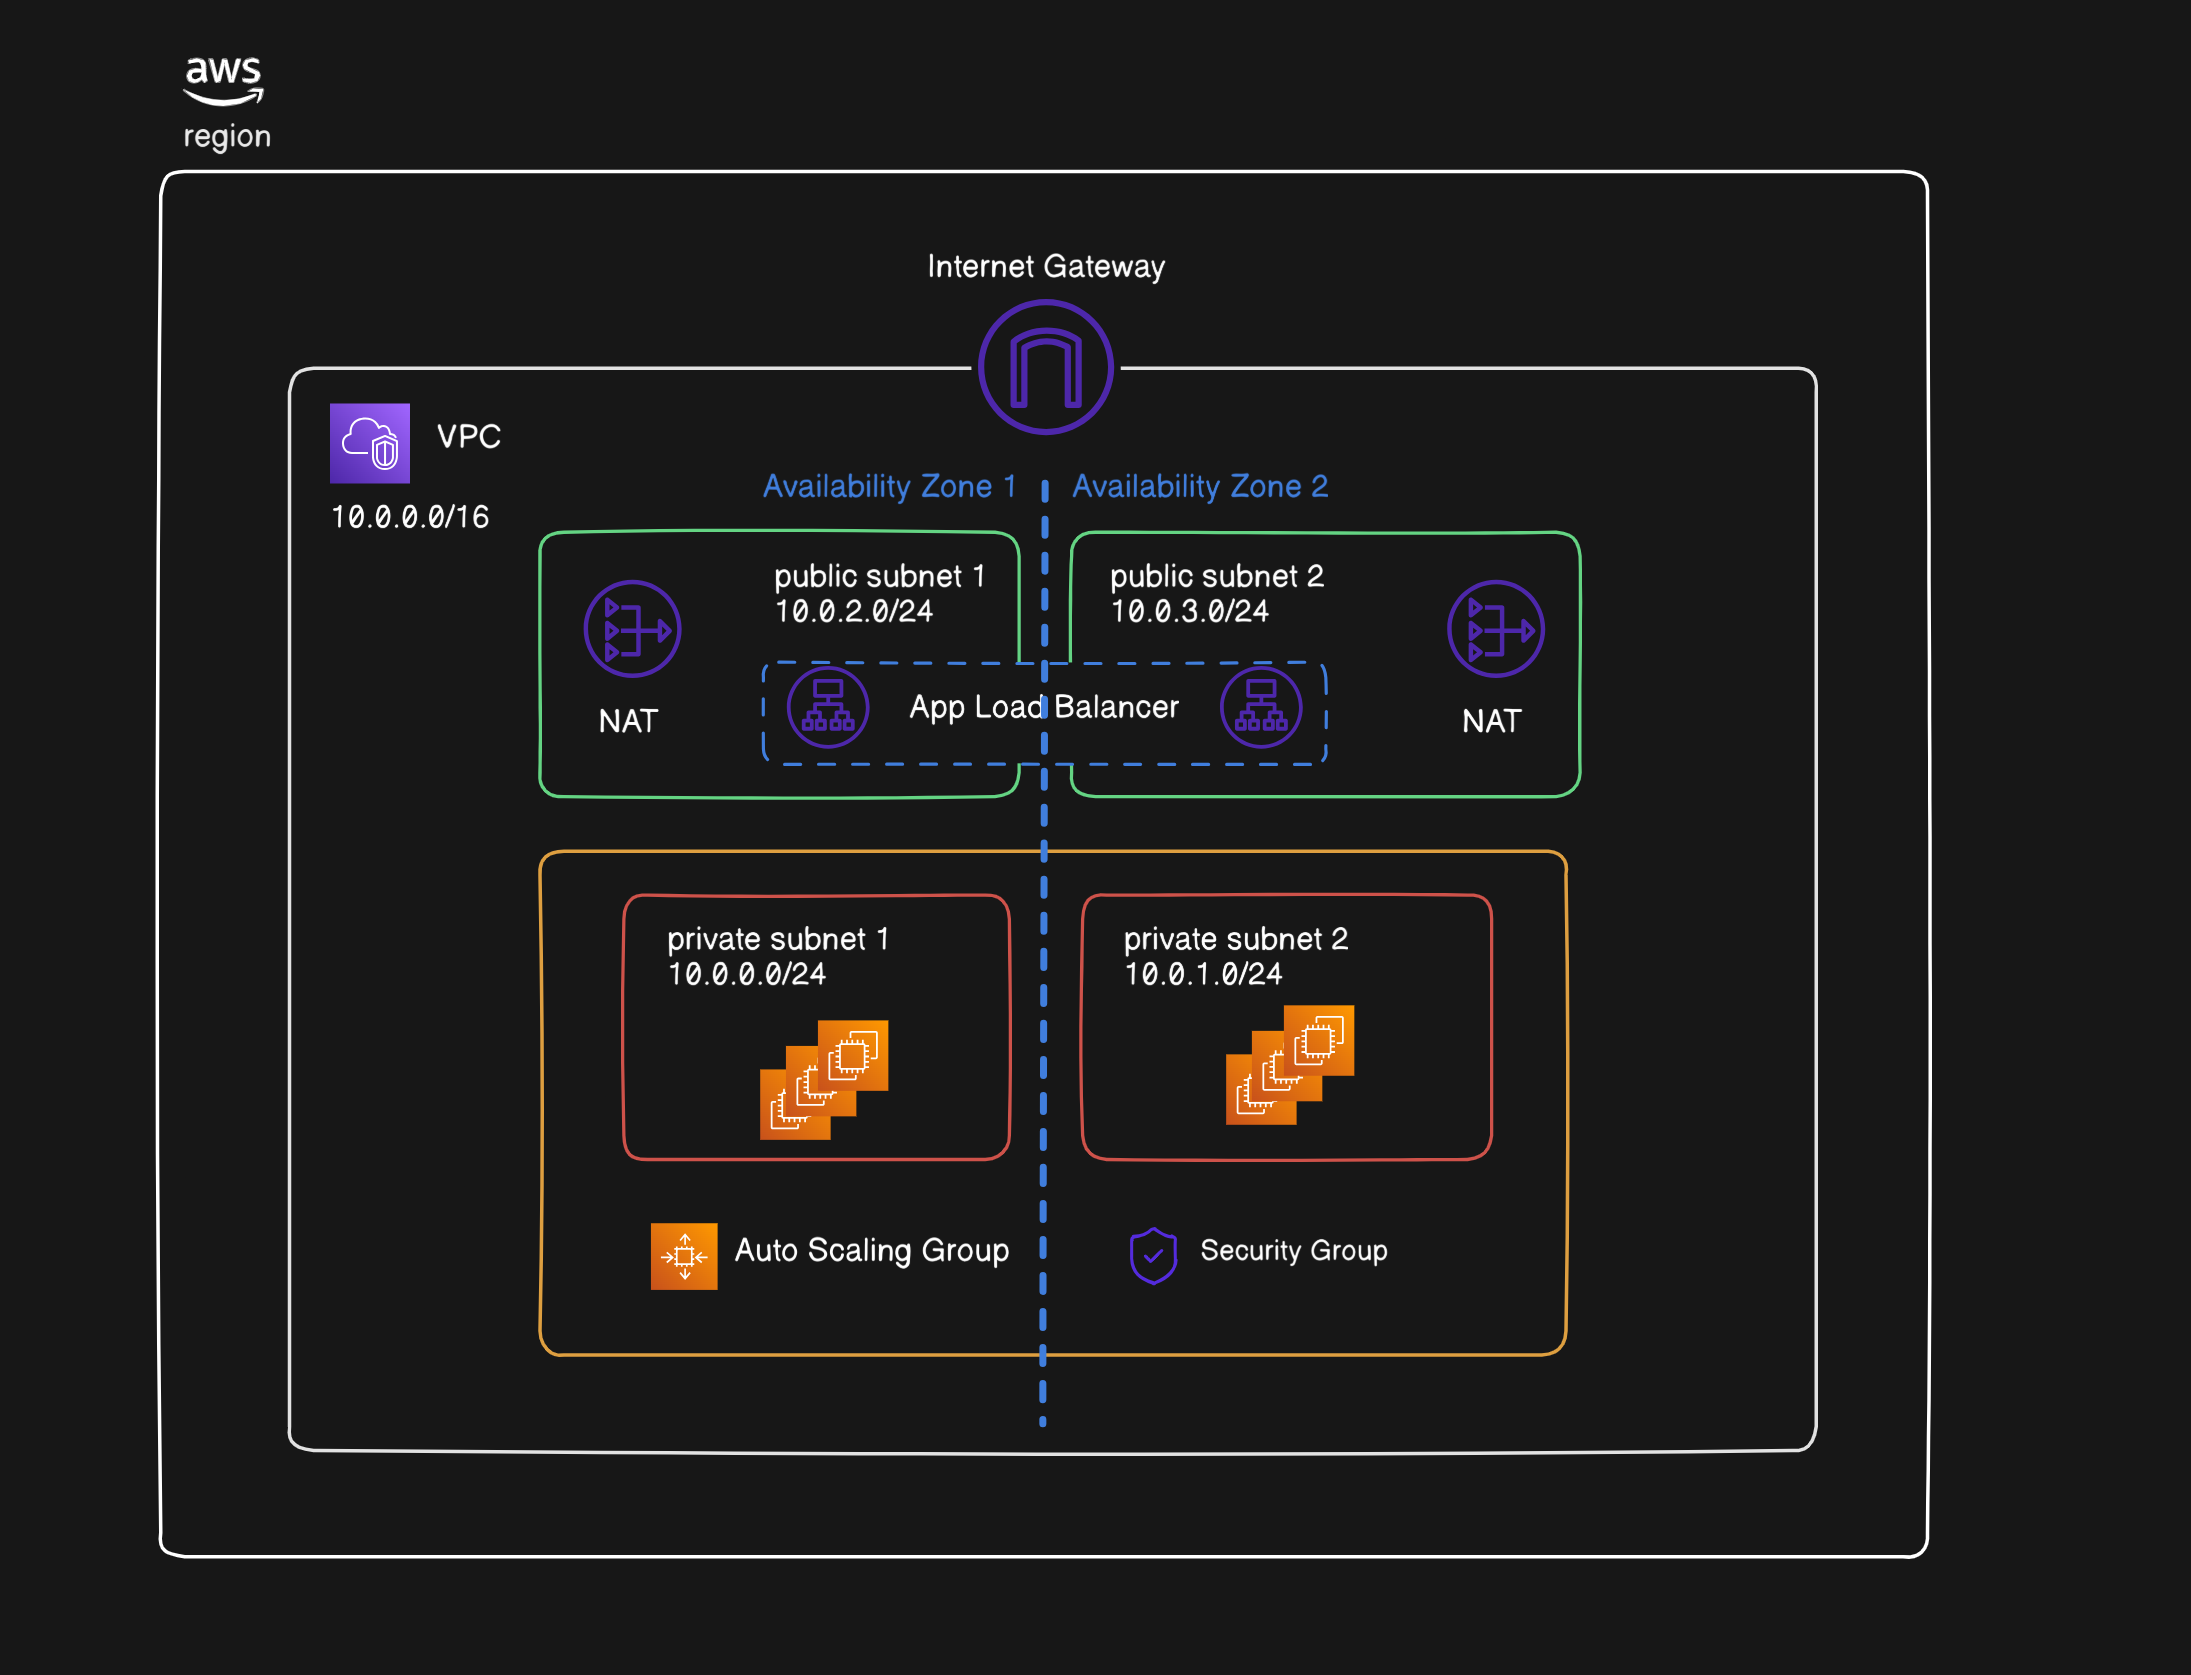 aws
region
Internet Gateway
VPC
10.0.0.0/16
Availability Zone 1
Availability Zone 2
public subnet 1
10.0.2.0/24
public subnet 2
10.0.3.0/24
NAT
App Load Balancer
NAT
private subnet 1
10.0.0.0/24
private subnet 2
10.0.1.0/24
Auto Scaling Group
Security Group